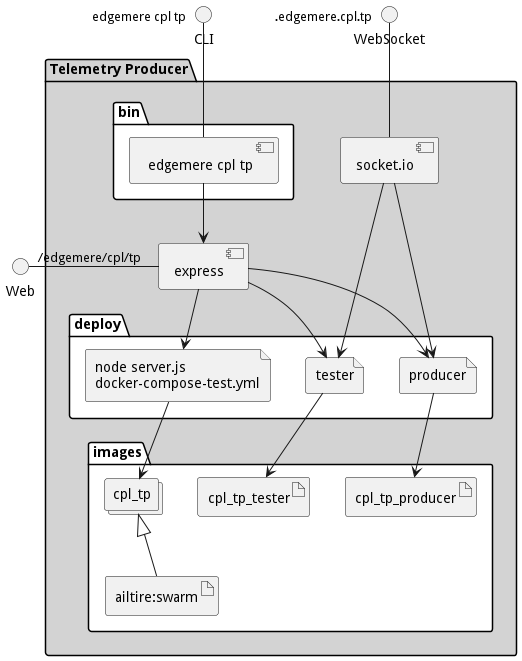 edgemere cpl tp
.edgemere.cpl.tp
CLI
WebSocket
Telemetry Producer
bin
edgemere cpl tp
socket.io
/edgemere/cpl/tp
Web
express
deploy
node server.js
docker-compose-test.yml
tester
producer
images
cpl_tp
cpl_tp_tester
cpl_tp_producer
ailtire:swarm